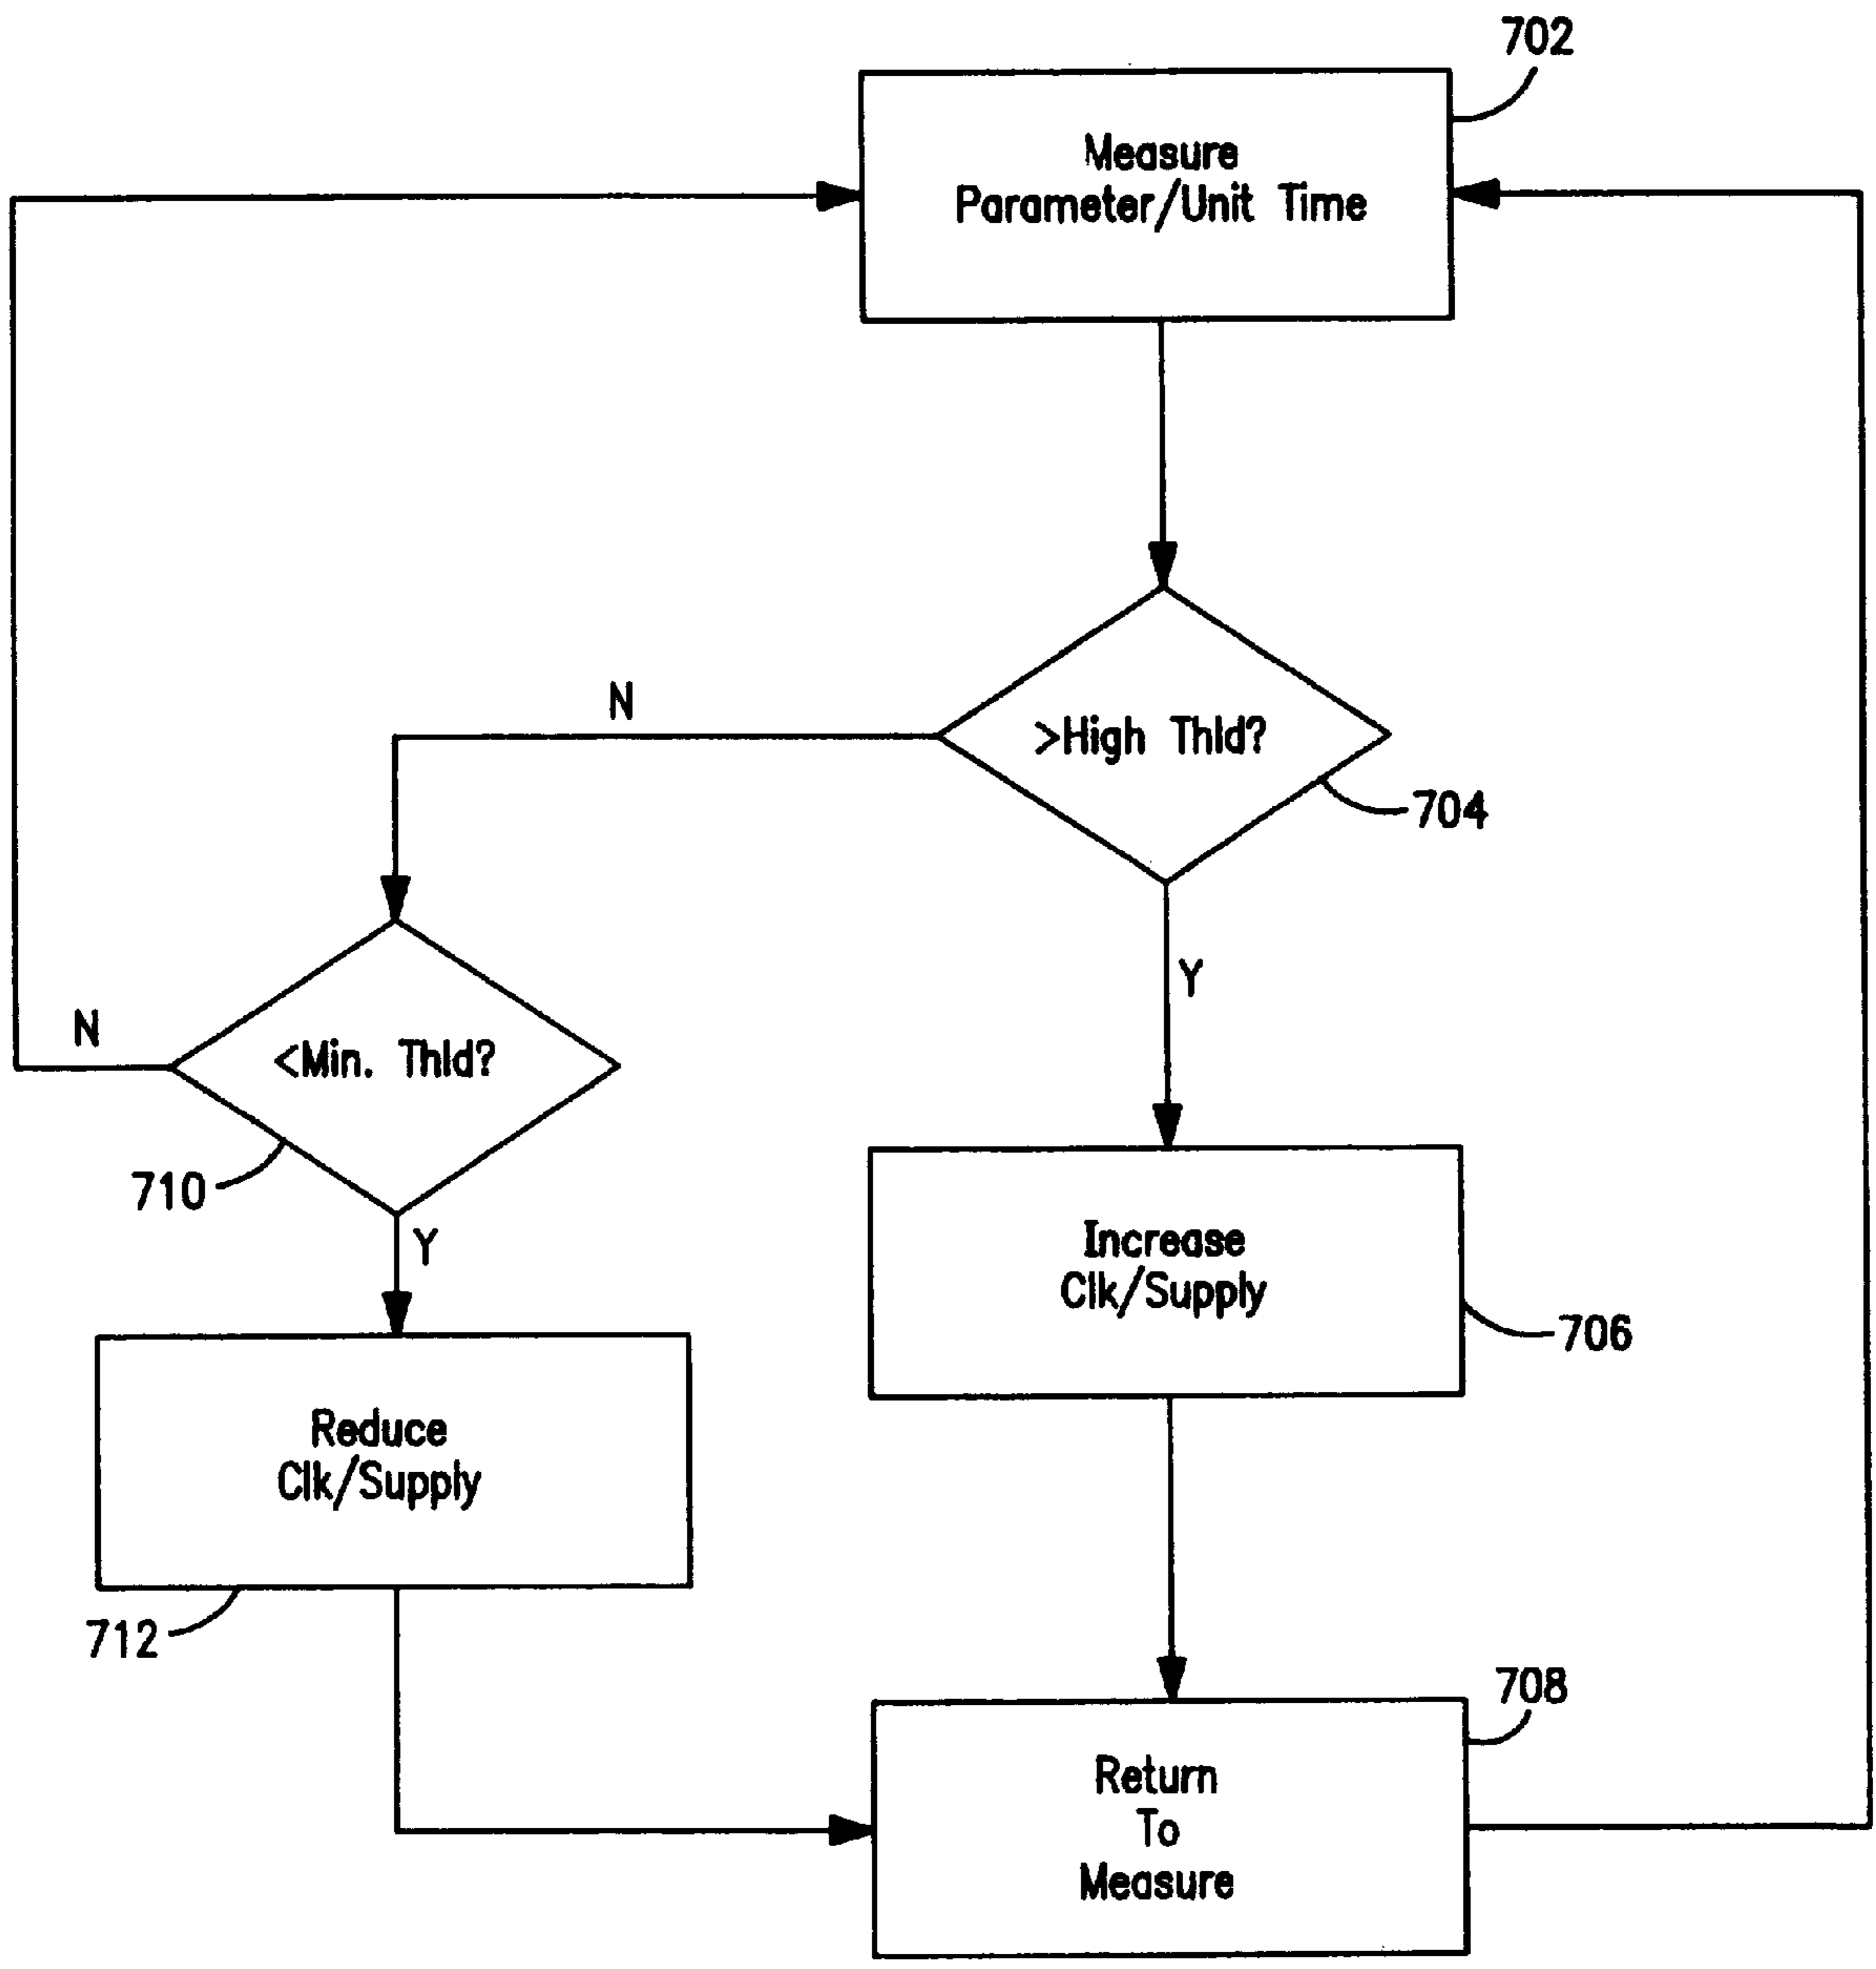 702
Measure
Parameter/Unit Time
N
>High Thld?
704
Y
N
<Min. Thld?
710
Y
Increase
Clk/Supply
706
Reduce
Clk/Supply
712
708
Return
To
Measure